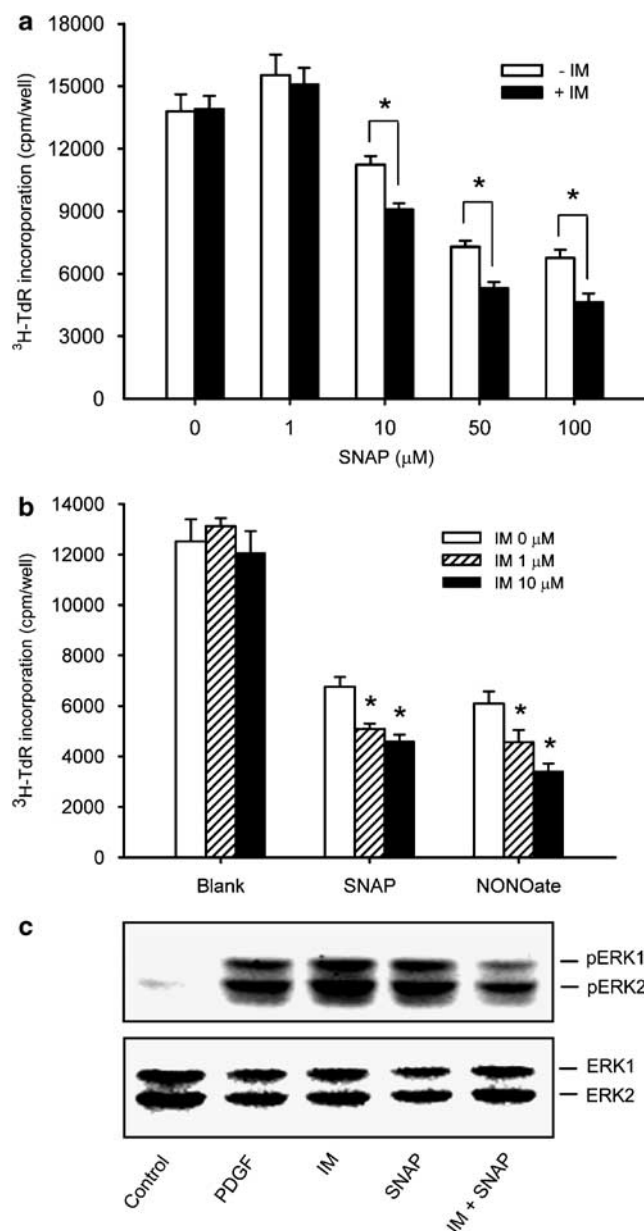 a
18000
15000
12000
9000
6000
3000
0
³H-TdR incoroporation (cpm/well)
- IM
+ IM
*
*
*
0 1 10 50 100
SNAP (µM)
b
14000
12000
10000
8000
6000
4000
2000
0
³H-TdR incorporation (cpm/well)
IM 0 µM
IM 1 µM
IM 10 µM
* *
* *
Blank SNAP NONOate
c
pERK1
pERK2
ERK1
ERK2
Control PDGF IM SNAP IM + SNAP